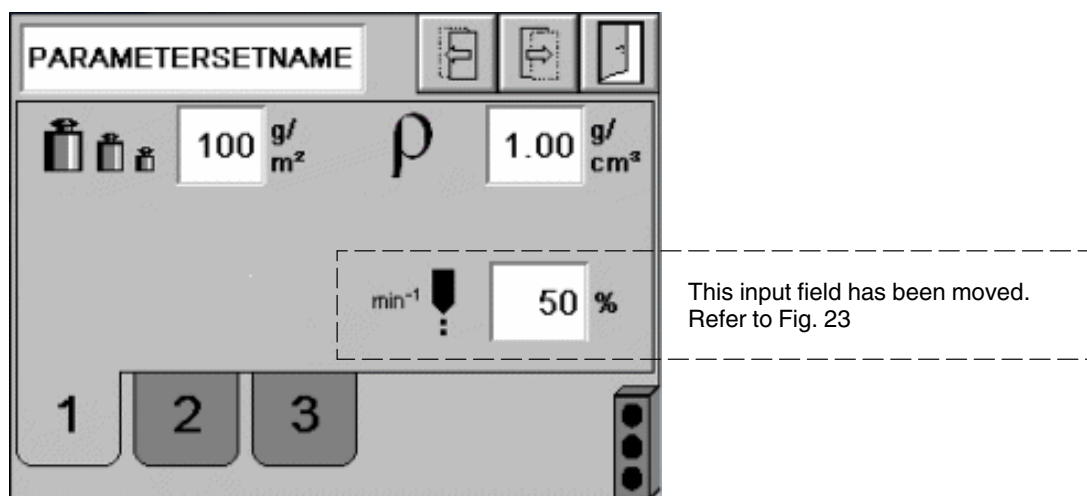 PARAMETERSETNAME
100 g/m² ρ 1.00 g/cm³
min⁻¹ 50 %
This input field has been moved.
Refer to Fig. 23
1 2 3